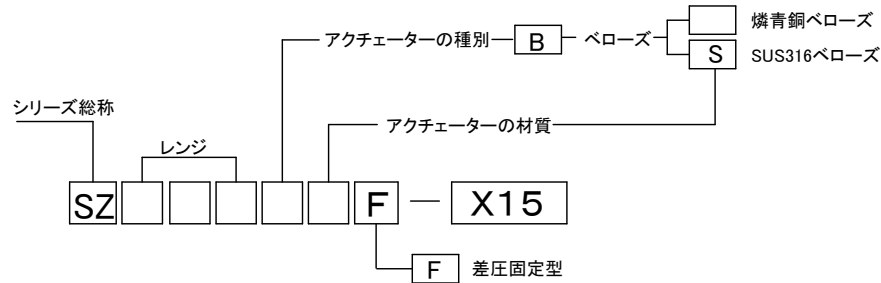 アクチェーターの種別 B ベローズ 燐青銅ベローズ
S SUS316ベローズ
シリーズ総称
アクチェーターの材質
レンジ
SZ F — X15
F 差圧固定型